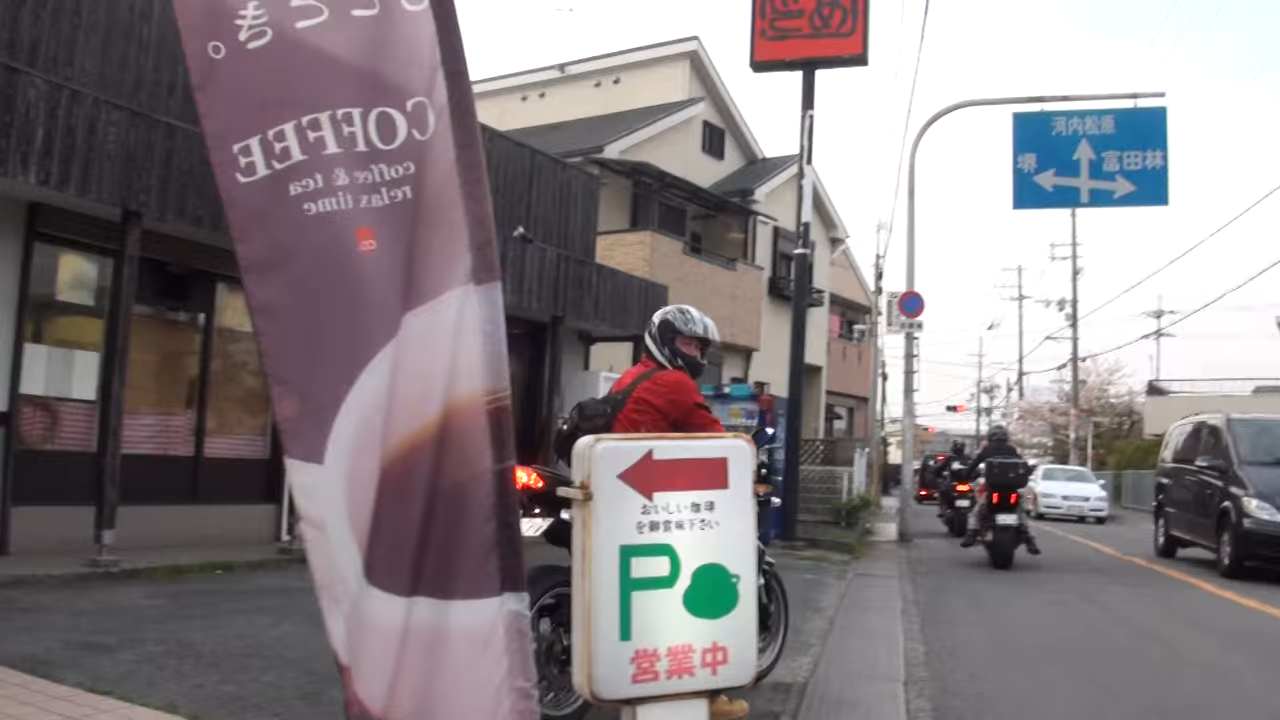 COFFEE
coffee & tea
relax time
河内松原
堺 富田林
おいしい珈琲
を御賞味下さい
P
営業中